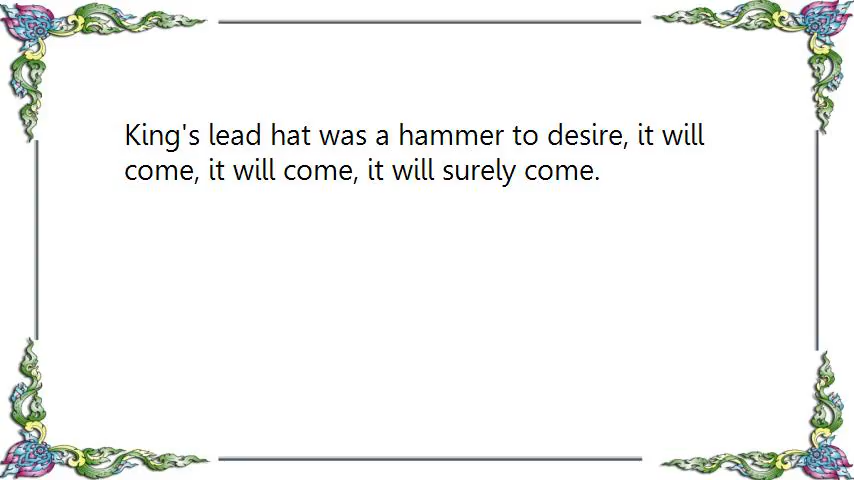 King's lead hat was a hammer to desire, it will
come, it will come, it will surely come.